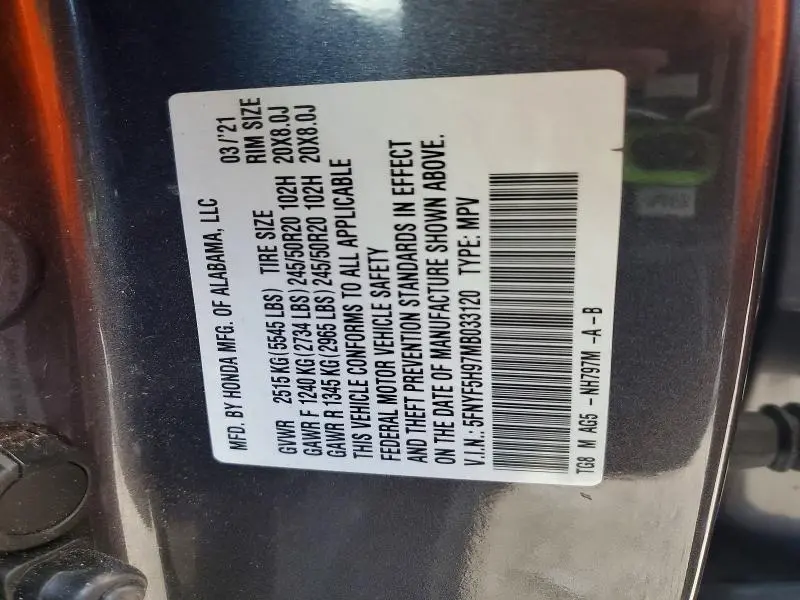 MFD. BY HONDA MFG. OF ALABAMA, LLC 03/'21
GVWR 2515 KG (5545 LBS) TIRE SIZE RIM SIZE
GAWR F 1240 KG (2734 LBS) 245/50R20 102H 20X8.0J
GAWR R 1345 KG (2965 LBS) 245/50R20 102H 20X8.0J
THIS VEHICLE CONFORMS TO ALL APPLICABLE
FEDERAL MOTOR VEHICLE SAFETY
AND THEFT PREVENTION STANDARDS IN EFFECT
ON THE DATE OF MANUFACTURE SHOWN ABOVE.
V.I.N.: 5FNYF5H97MB033120 TYPE: MPV
TG8 M AG5 -NH797M -A-B